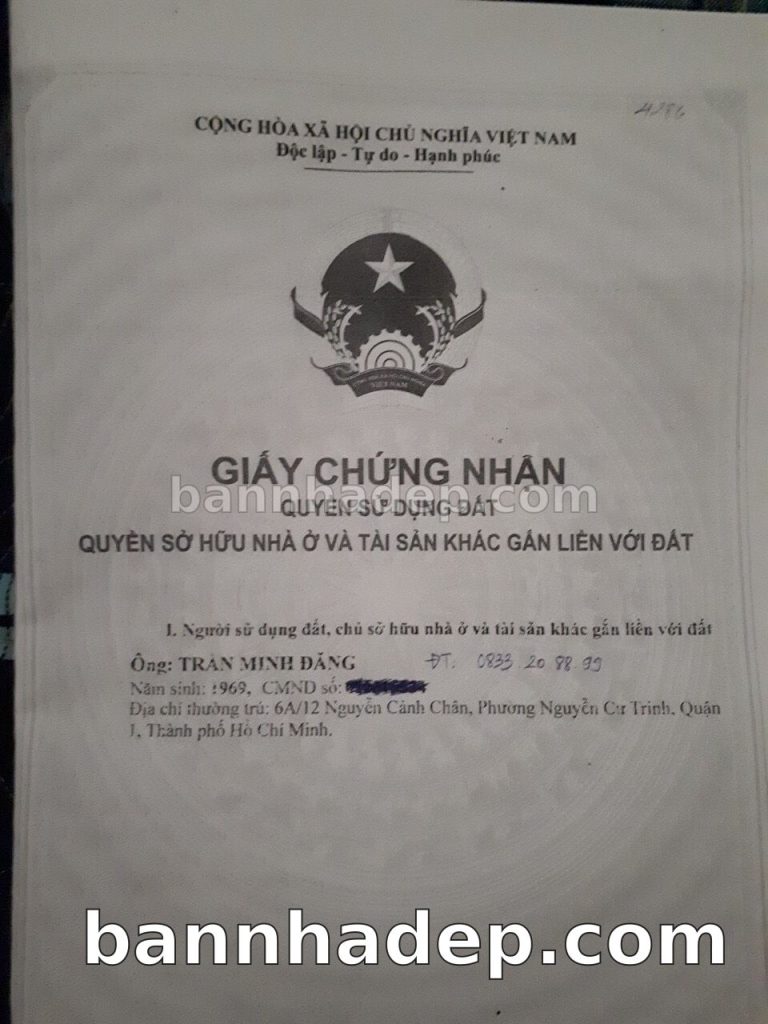 4286
CỘNG HÒA XÃ HỘI CHỦ NGHĨA VIỆT NAM
Độc lập - Tự do - Hạnh phúc
VIỆT NAM
GIẤY CHỨNG NHẬN
bannhadep.com
QUYỀN SỬ DỤNG ĐẤT
QUYỀN SỞ HỮU NHÀ Ở VÀ TÀI SẢN KHÁC GẮN LIỀN VỚI ĐẤT
I. Người sử dụng đất, chủ sở hữu nhà ở và tài sản khác gắn liền với đất
Ông: TRẦN MINH ĐĂNG ĐT: 0833.20 88.99
Năm sinh: 1969, CMND số:
Địa chỉ thường trú: 6A/12 Nguyễn Cảnh Chân, Phường Nguyễn Cư Trinh, Quận
1, Thành phố Hồ Chí Minh.
bannhadep.com